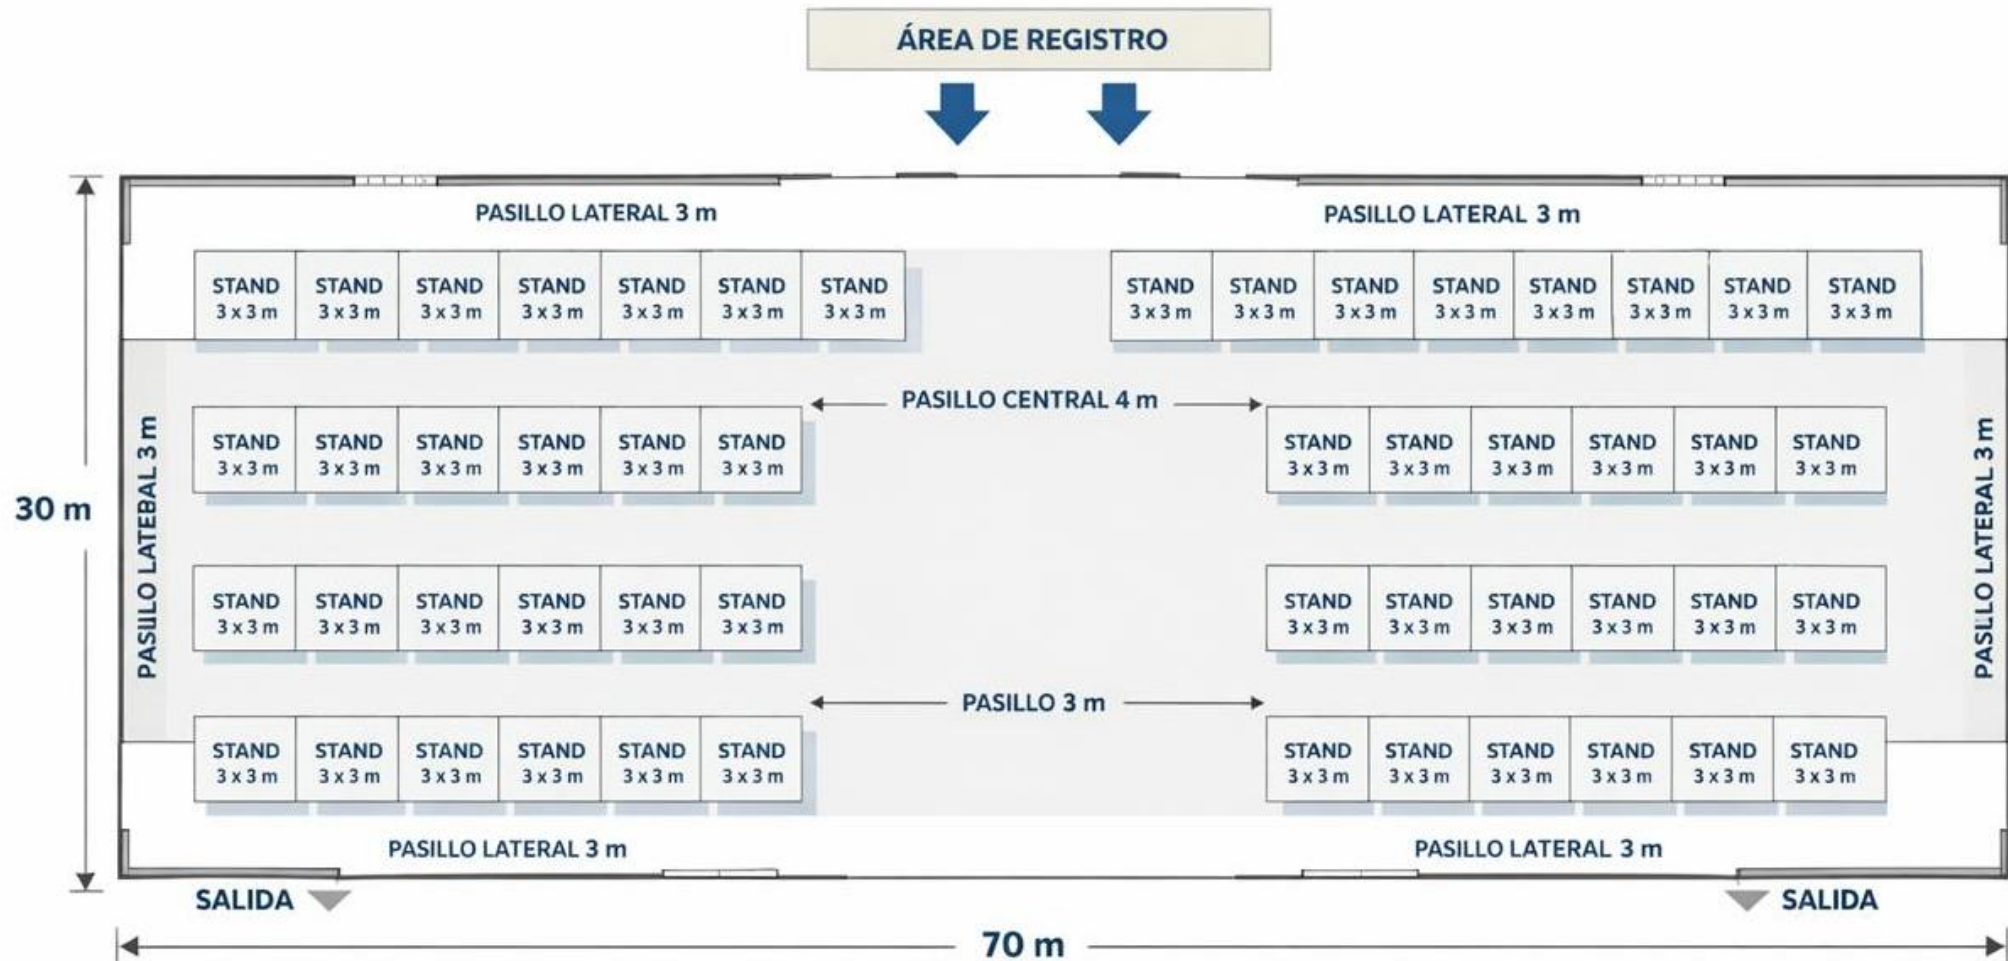 ÁREA DE REGISTRO
PASILLO LATERAL 3 m
PASILLO LATERAL 3 m
STAND STAND STAND STAND STAND STAND STAND
3 x 3 m 3 x 3 m 3 x 3 m 3 x 3 m 3 x 3 m 3 x 3 m 3 x 3 m
STAND STAND STAND STAND STAND STAND STAND STAND
3 x 3 m 3 x 3 m 3 x 3 m 3 x 3 m 3 x 3 m 3 x 3 m 3 x 3 m 3 x 3 m
PASILLO CENTRAL 4 m
STAND STAND STAND STAND STAND STAND
3 x 3 m 3 x 3 m 3 x 3 m 3 x 3 m 3 x 3 m 3 x 3 m
STAND STAND STAND STAND STAND STAND
3 x 3 m 3 x 3 m 3 x 3 m 3 x 3 m 3 x 3 m 3 x 3 m
30 m
PASILLO LATEBAL 3 m
PASILLO LATERAL 3 m
STAND STAND STAND STAND STAND STAND
3 x 3 m 3 x 3 m 3 x 3 m 3 x 3 m 3 x 3 m 3 x 3 m
STAND STAND STAND STAND STAND STAND
3 x 3 m 3 x 3 m 3 x 3 m 3 x 3 m 3 x 3 m 3 x 3 m
PASILLO 3 m
STAND STAND STAND STAND STAND STAND
3 x 3 m 3 x 3 m 3 x 3 m 3 x 3 m 3 x 3 m 3 x 3 m
STAND STAND STAND STAND STAND STAND
3 x 3 m 3 x 3 m 3 x 3 m 3 x 3 m 3 x 3 m 3 x 3 m
PASILLO LATERAL 3 m
PASILLO LATERAL 3 m
SALIDA
SALIDA
70 m